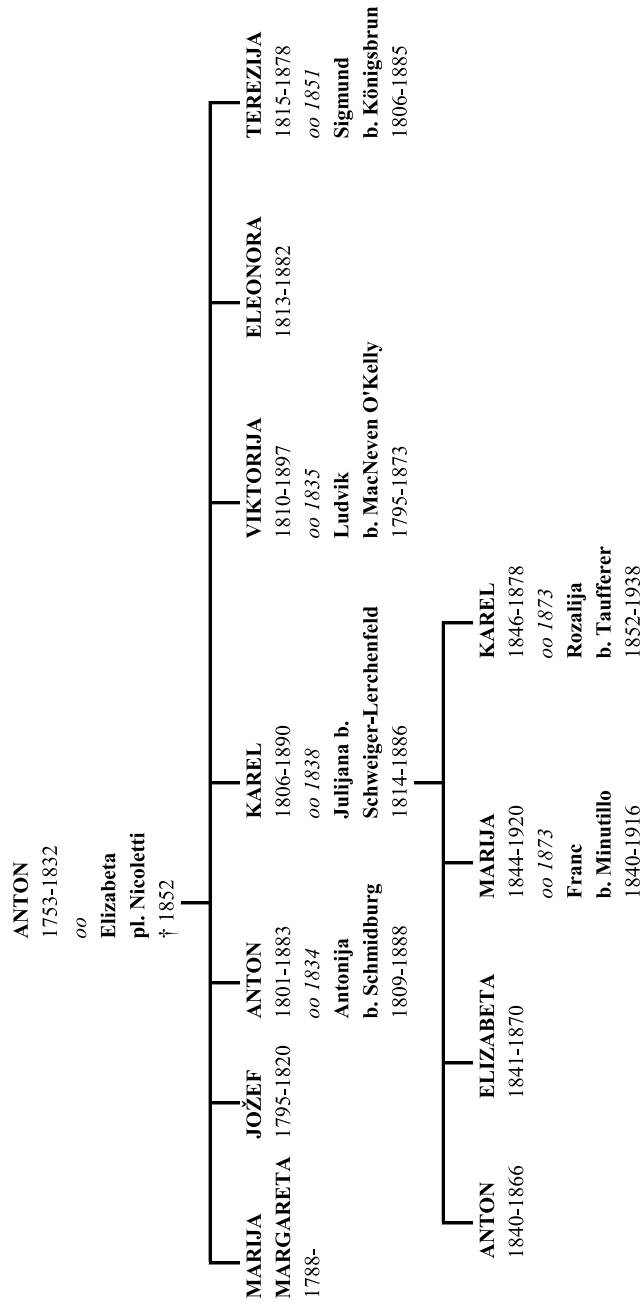 ANTON
1753-1832
oo
Elizabeta
pl. Nicoletti
† 1852
MARIJA
MARGARETA
1788-
JOŽEF
1795-1820
ANTON
1801-1883
oo 1834
Antonija
b. Schmidburg
1809-1888
KAREL
1806-1890
oo 1838
Julijana b.
Schweiger-Lerchenfeld
1814-1886
VIKTORIJA
1810-1897
oo 1835
Ludvik
b. MacNeven O'Kelly
1795-1873
ELEONORA
1813-1882
TEREZIJA
1815-1878
oo 1851
Sigmund
b. Königsbrun
1806-1885
ANTON
1840-1866
ELIZABETA
1841-1870
MARIJA
1844-1920
oo 1873
Franc
b. Minutillo
1840-1916
KAREL
1846-1878
oo 1873
Rozalija
b. Taufferer
1852-1938